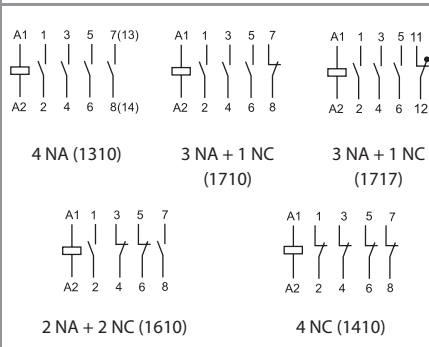 A1 1 3 5 7(13)
A2 2 4 6 8(14)
4 NA (1310)
A1 1 3 5 7
A2 2 4 6 8
3 NA + 1 NC
(1710)
A1 1 3 5 11
A2 2 4 6 12
3 NA + 1 NC
(1717)
A1 1 3 5 7
A2 2 4 6 8
2 NA + 2 NC (1610)
A1 1 3 5 7
A2 2 4 6 8
4 NC (1410)